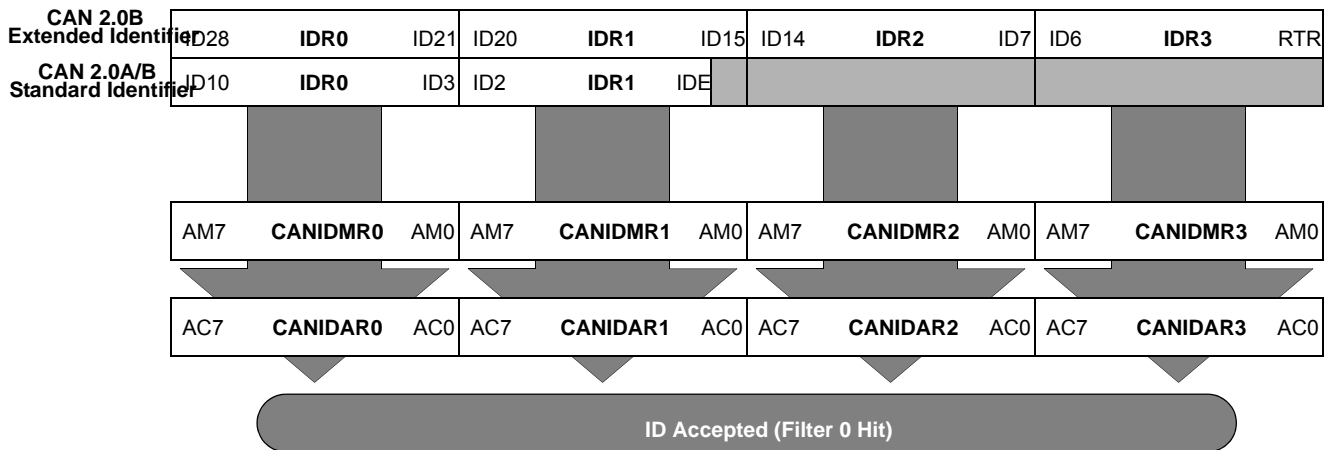 CAN 2.0B
Extended Identifier ID28 IDR0 ID21 ID20 IDR1 ID15 ID14 IDR2 ID7 ID6 IDR3 RTR
CAN 2.0A/B
Standard Identifier ID10 IDR0 ID3 ID2 IDR1 IDE
AM7 CANIDMR0 AM0 AM7 CANIDMR1 AM0 AM7 CANIDMR2 AM0 AM7 CANIDMR3 AM0
AC7 CANIDAR0 AC0 AC7 CANIDAR1 AC0 AC7 CANIDAR2 AC0 AC7 CANIDAR3 AC0
ID Accepted (Filter 0 Hit)